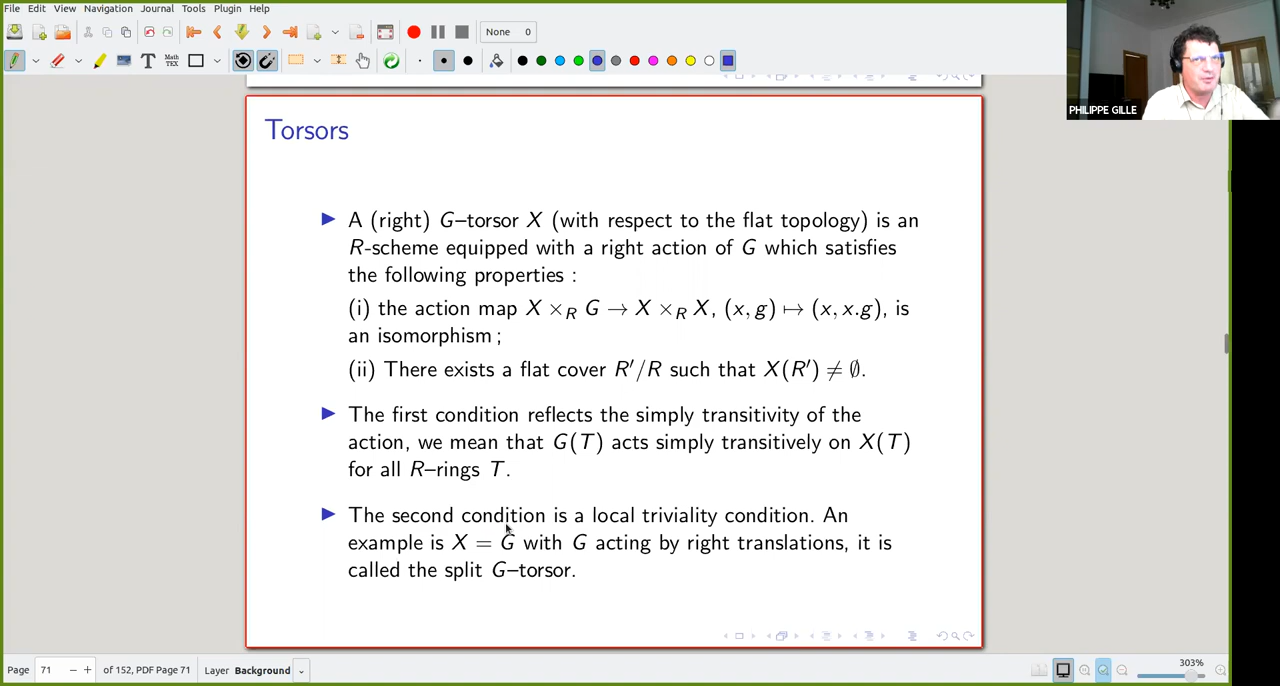 File Edit View Navigation Journal Tools Plugin Help
None 0
Math
TEX
T
PHILIPPE GILLE
Torsors
A (right) G–torsor X (with respect to the flat topology) is an
R-scheme equipped with a right action of G which satisfies
the following properties :
(i) the action map X ×R G → X ×R X, (x, g) ↦ (x, x.g), is
an isomorphism ;
(ii) There exists a flat cover R′/R such that X(R′) ≠ ∅.
The first condition reflects the simply transitivity of the
action, we mean that G(T) acts simply transitively on X(T)
for all R–rings T.
The second condition is a local triviality condition. An
example is X = G with G acting by right translations, it is
called the split G–torsor.
Page 71 − + of 152, PDF Page 71 Layer Background 303%